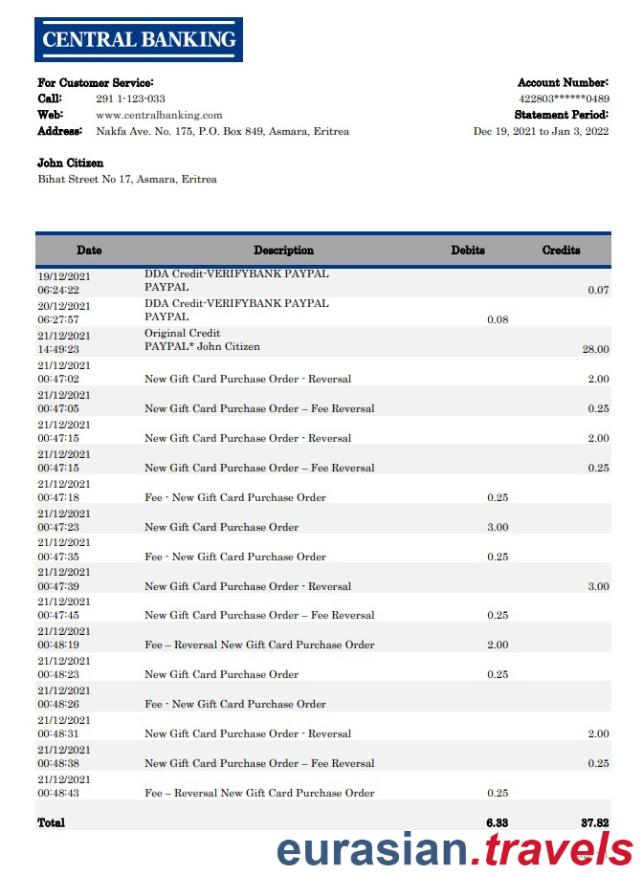 CENTRAL BANKING
For Customer Service:
Call: 291 1-123-033
Web: www.centralbanking.com
Address: Nakfa Ave. No. 175, P.O. Box 849, Asmara, Eritrea
Account Number:
422803******0489
Statement Period:
Dec 19, 2021 to Jan 3, 2022
John Citizen
Bihat Street No 17, Asmara, Eritrea
Date Description Debits Credits
19/12/2021 DDA Credit-VERIFYBANK PAYPAL
06:24:22 PAYPAL 0.07
20/12/2021 DDA Credit-VERIFYBANK PAYPAL
06:27:57 PAYPAL 0.08
21/12/2021 Original Credit
14:49:23 PAYPAL* John Citizen 28.00
21/12/2021
00:47:02 New Gift Card Purchase Order - Reversal 2.00
21/12/2021
00:47:05 New Gift Card Purchase Order – Fee Reversal 0.25
21/12/2021
00:47:15 New Gift Card Purchase Order - Reversal 2.00
21/12/2021
00:47:15 New Gift Card Purchase Order – Fee Reversal 0.25
21/12/2021
00:47:18 Fee - New Gift Card Purchase Order 0.25
21/12/2021
00:47:23 New Gift Card Purchase Order 3.00
21/12/2021
00:47:35 Fee - New Gift Card Purchase Order 0.25
21/12/2021
00:47:39 New Gift Card Purchase Order - Reversal 3.00
21/12/2021
00:47:45 New Gift Card Purchase Order – Fee Reversal 0.25
21/12/2021
00:48:19 Fee – Reversal New Gift Card Purchase Order 2.00
21/12/2021
00:48:23 New Gift Card Purchase Order 0.25
21/12/2021
00:48:26 Fee - New Gift Card Purchase Order
21/12/2021
00:48:31 New Gift Card Purchase Order - Reversal 2.00
21/12/2021
00:48:38 New Gift Card Purchase Order – Fee Reversal 0.25
21/12/2021
00:48:43 Fee – Reversal New Gift Card Purchase Order 0.25
Total 6.33 37.82
eurasian.travels